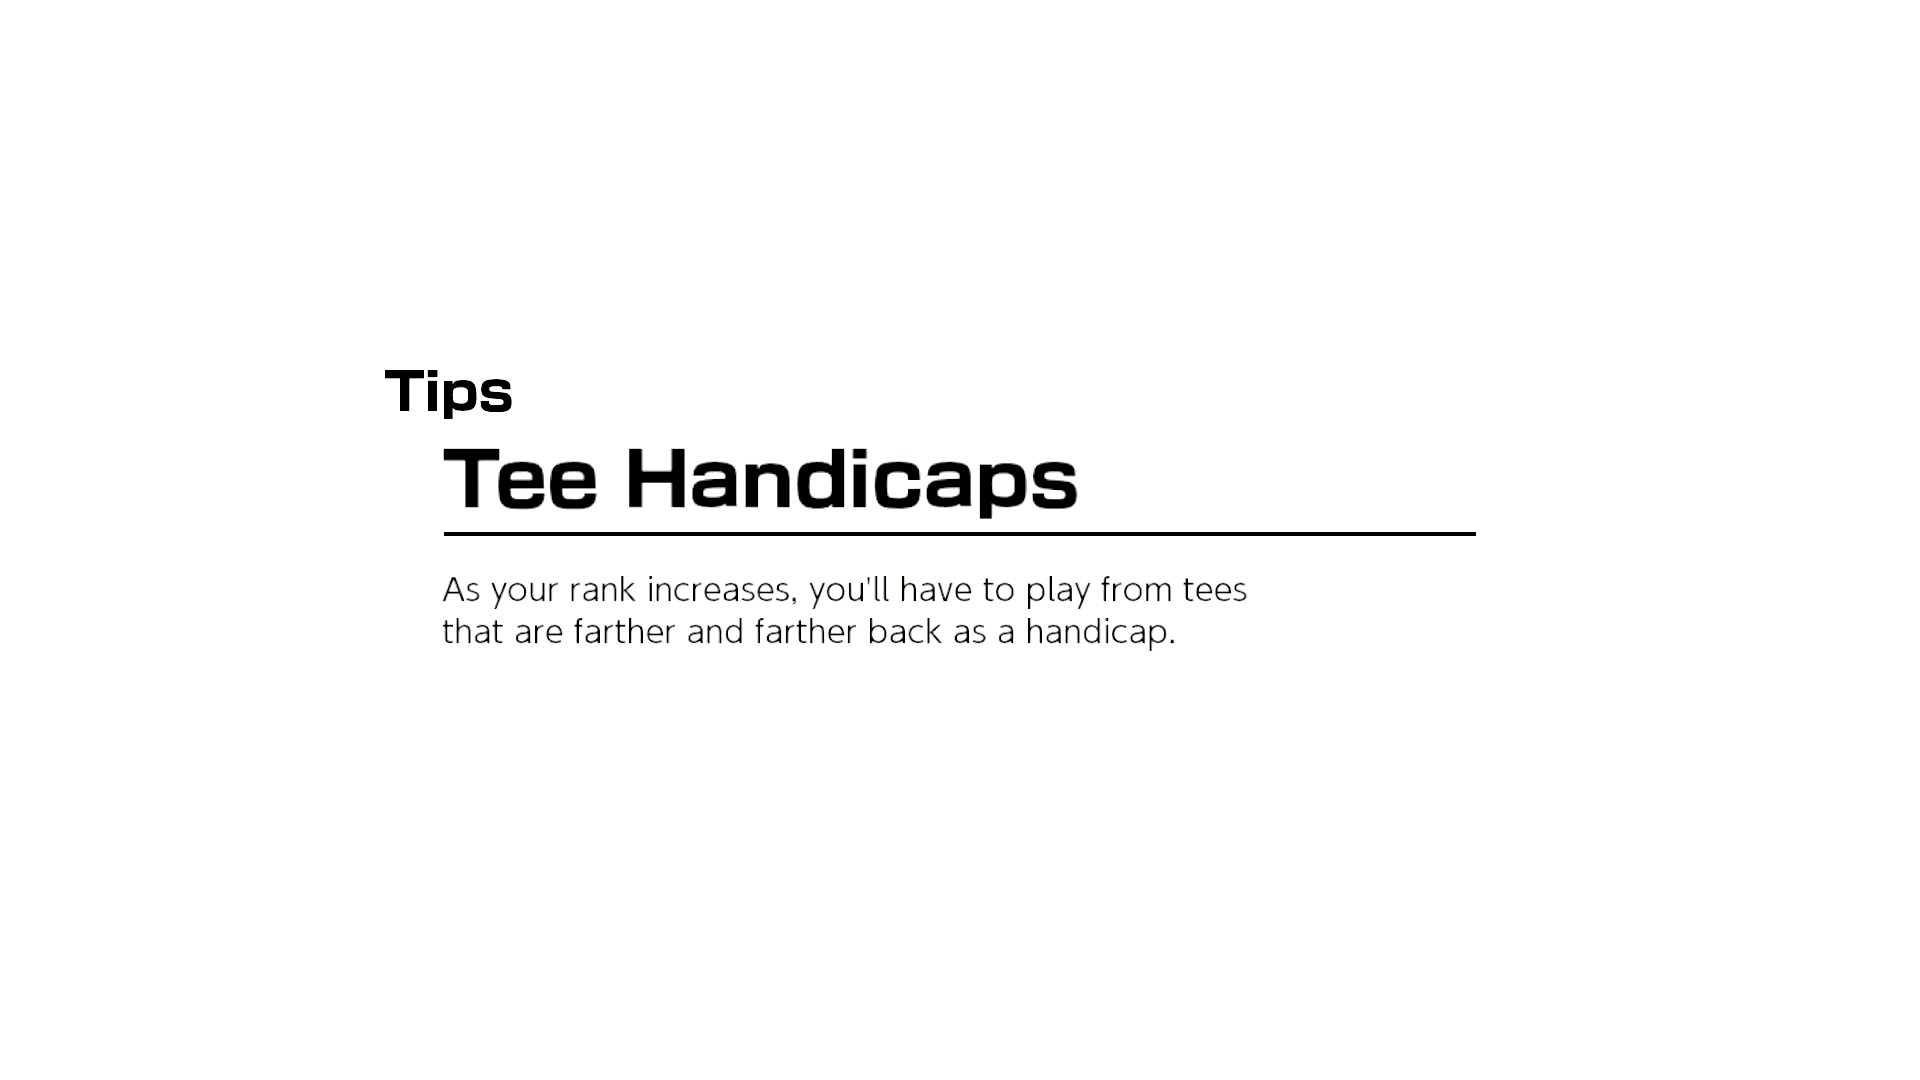 Tips
Tee Handicaps
As your rank increases, you'll have to play from tees
that are farther and farther back as a handicap.